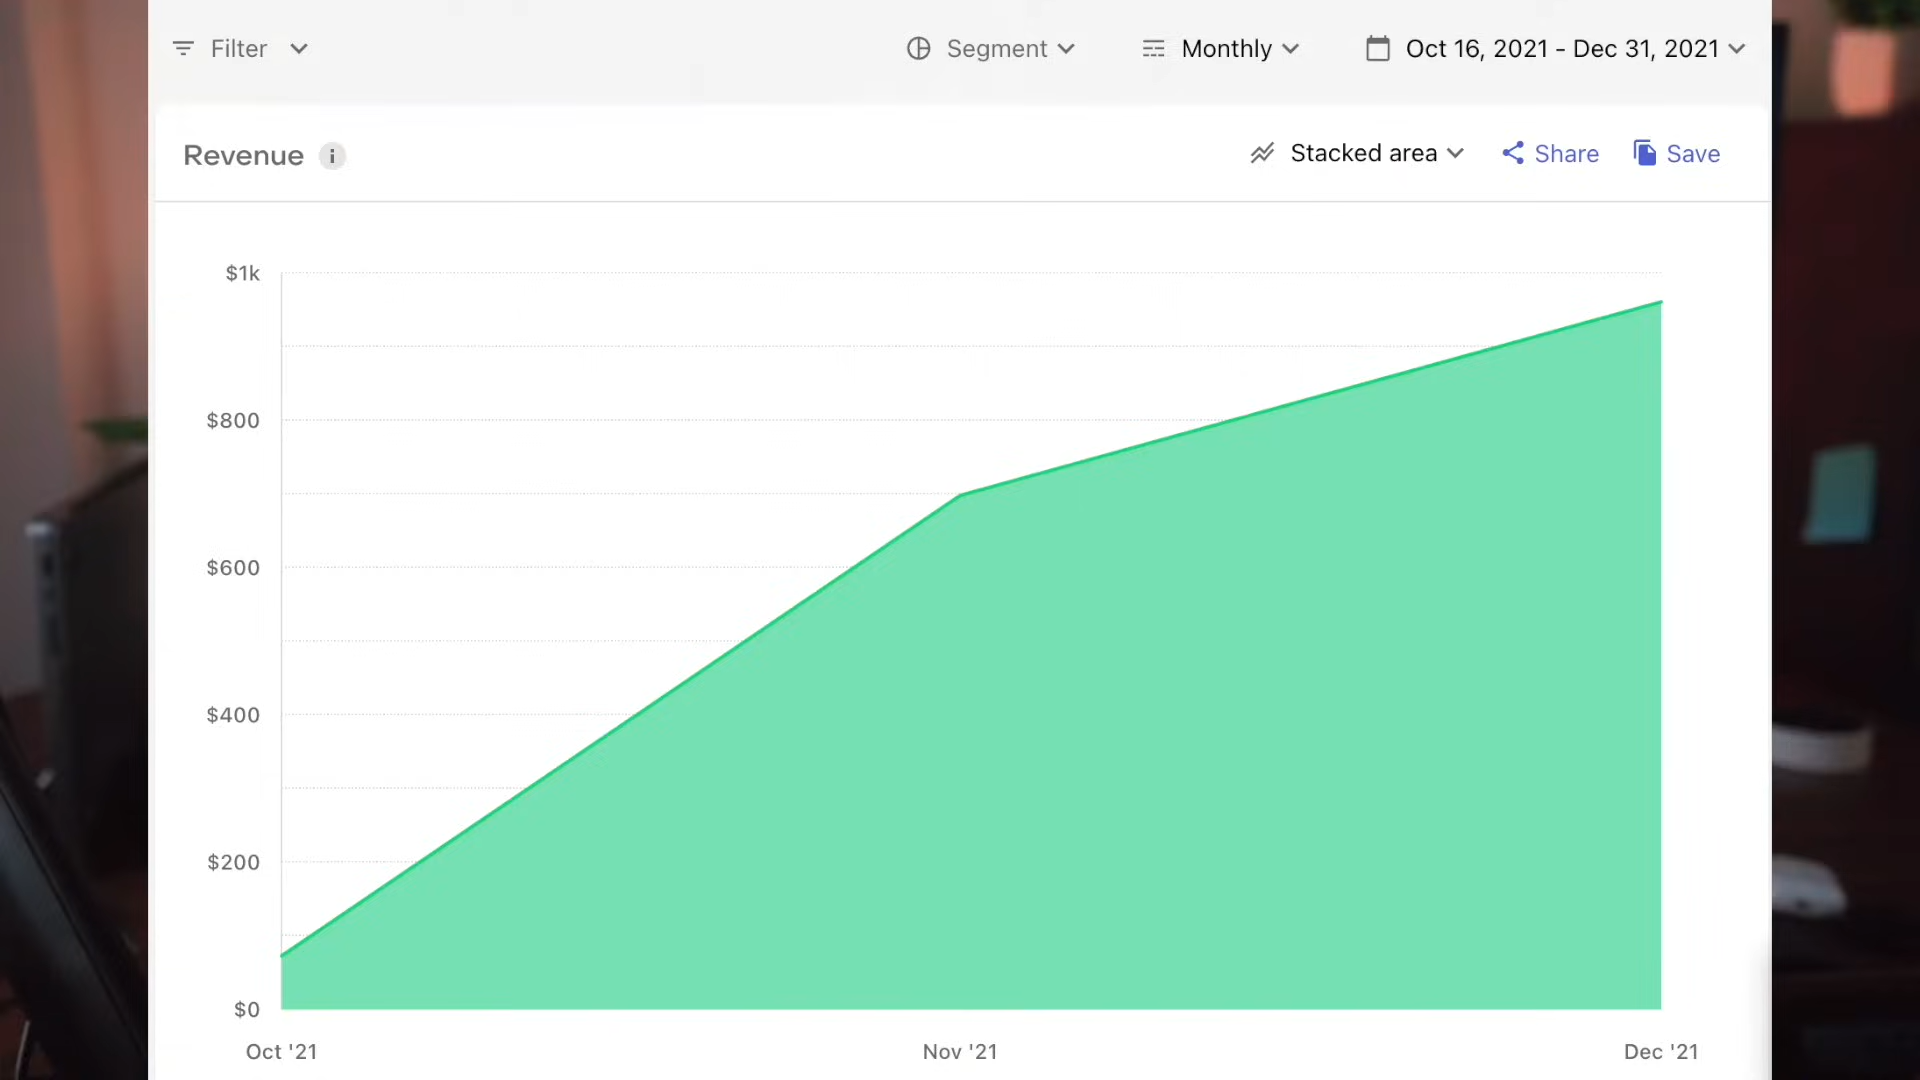 Filter
Segment
Monthly
Oct 16, 2021 - Dec 31, 2021
Revenue
Stacked area
Share
Save
$1k
$800
$600
$400
$200
$0
Oct '21
Nov '21
Dec '21